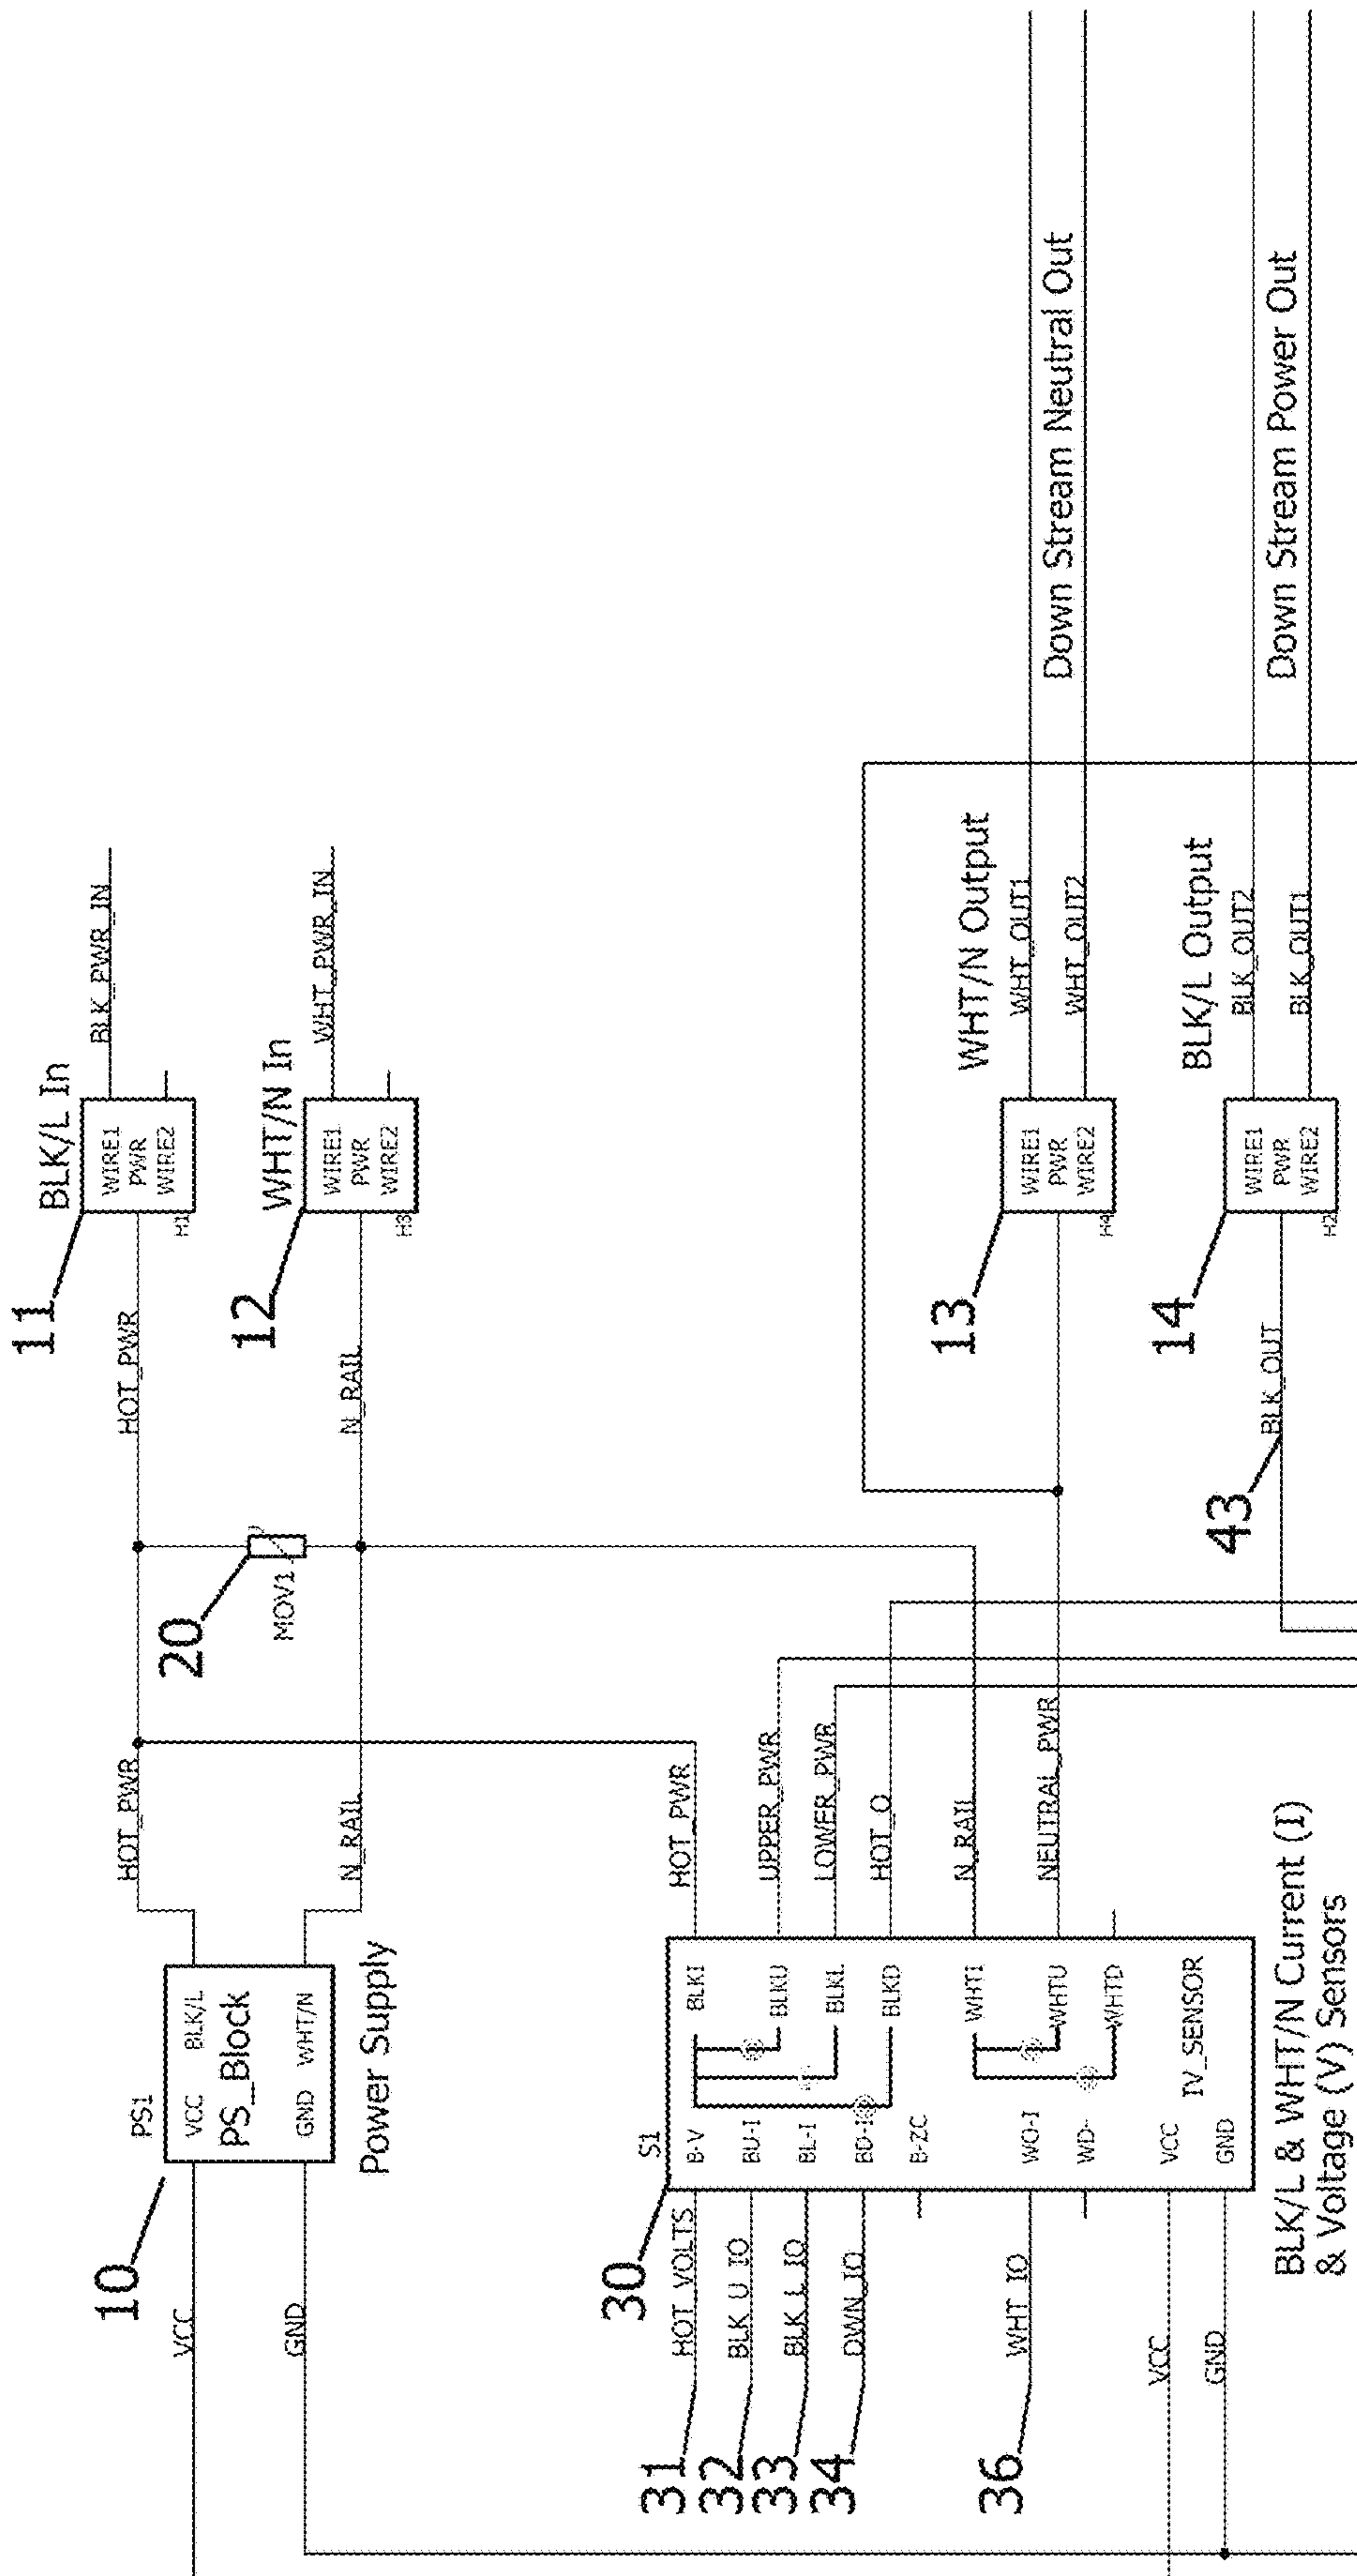 11
BLK/L In
BLK_PWR_IN
WIRE1
PWR
WIRE2
H1
HOT_PWR
12
WHT/N In
WHT_PWR_IN
WIRE1
PWR
WIRE2
H3
N_RAIL
20
MOV1
HOT_PWR
N_RAIL
10
PS1
VCC
BLK/L
PS_Block
GND
WHT/N
Power Supply
VCC
GND
30
S1
B-V
BU-I
BL-I
BD-I
B-ZC
WO-I
WD-
VCC
GND
BLKI
BLKU
BLKL
BLKD
WHTI
WHTU
WHTD
IV_SENSOR
HOT_PWR
UPPER_PWR
LOWER_PWR
HOT_O
N_RAIL
NEUTRAL_PWR
31
HOT_VOLTS
32
BLK_U_IO
33
BLK_L_IO
34
DWN_IO
36
WHT_IO
VCC
GND
BLK/L & WHT/N Current (I)
& Voltage (V) Sensors
13
WHT/N Output
WHT_OUT1
WHT_OUT2
WIRE1
PWR
WIRE2
H4
Down Stream Neutral Out
14
BLK/L Output
BLK_OUT2
BLK_OUT1
WIRE1
PWR
WIRE2
H2
Down Stream Power Out
43
BLK_OUT